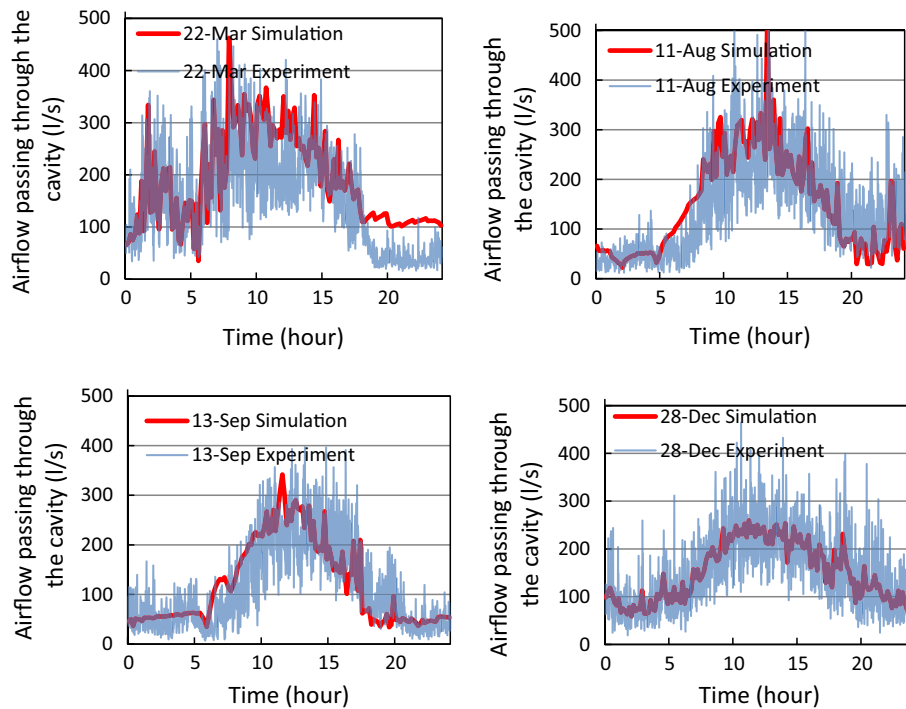 Airflow passing through the
cavity (l/s)
500
400
300
200
100
0
22-Mar Simulation
22-Mar Experiment
0 5 10 15 20
Time (hour)
Airflow passing through
the cavity (l/s)
500
400
300
200
100
0
11-Aug Simulation
11-Aug Experiment
0 5 10 15 20
Time (hour)
Airflow passing through
the cavity (l/s)
500
400
300
200
100
0
13-Sep Simulation
13-Sep Experiment
0 5 10 15 20
Time (hour)
Airflow passing through
the cavity (l/s)
500
400
300
200
100
0
28-Dec Simulation
28-Dec Experiment
0 5 10 15 20
Time (hour)